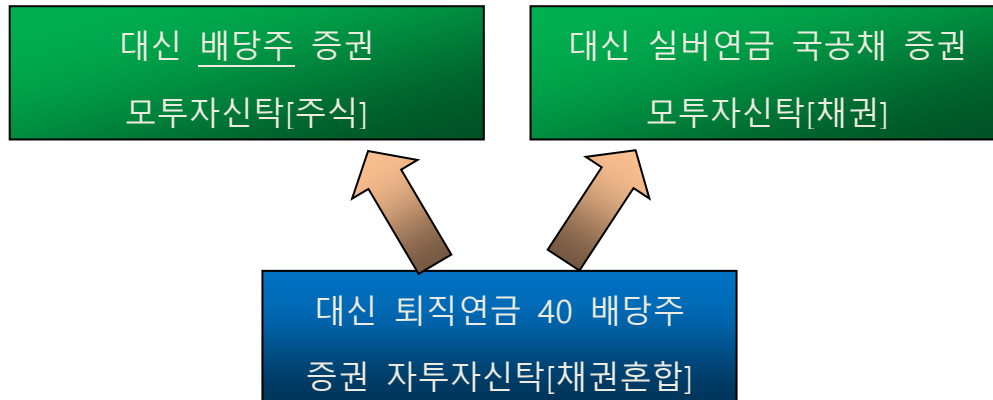 대신 배당주 증권
모투자신탁[주식]
대신 실버연금 국공채 증권
모투자신탁[채권]
대신 퇴직연금 40 배당주
증권 자투자신탁[채권혼합]